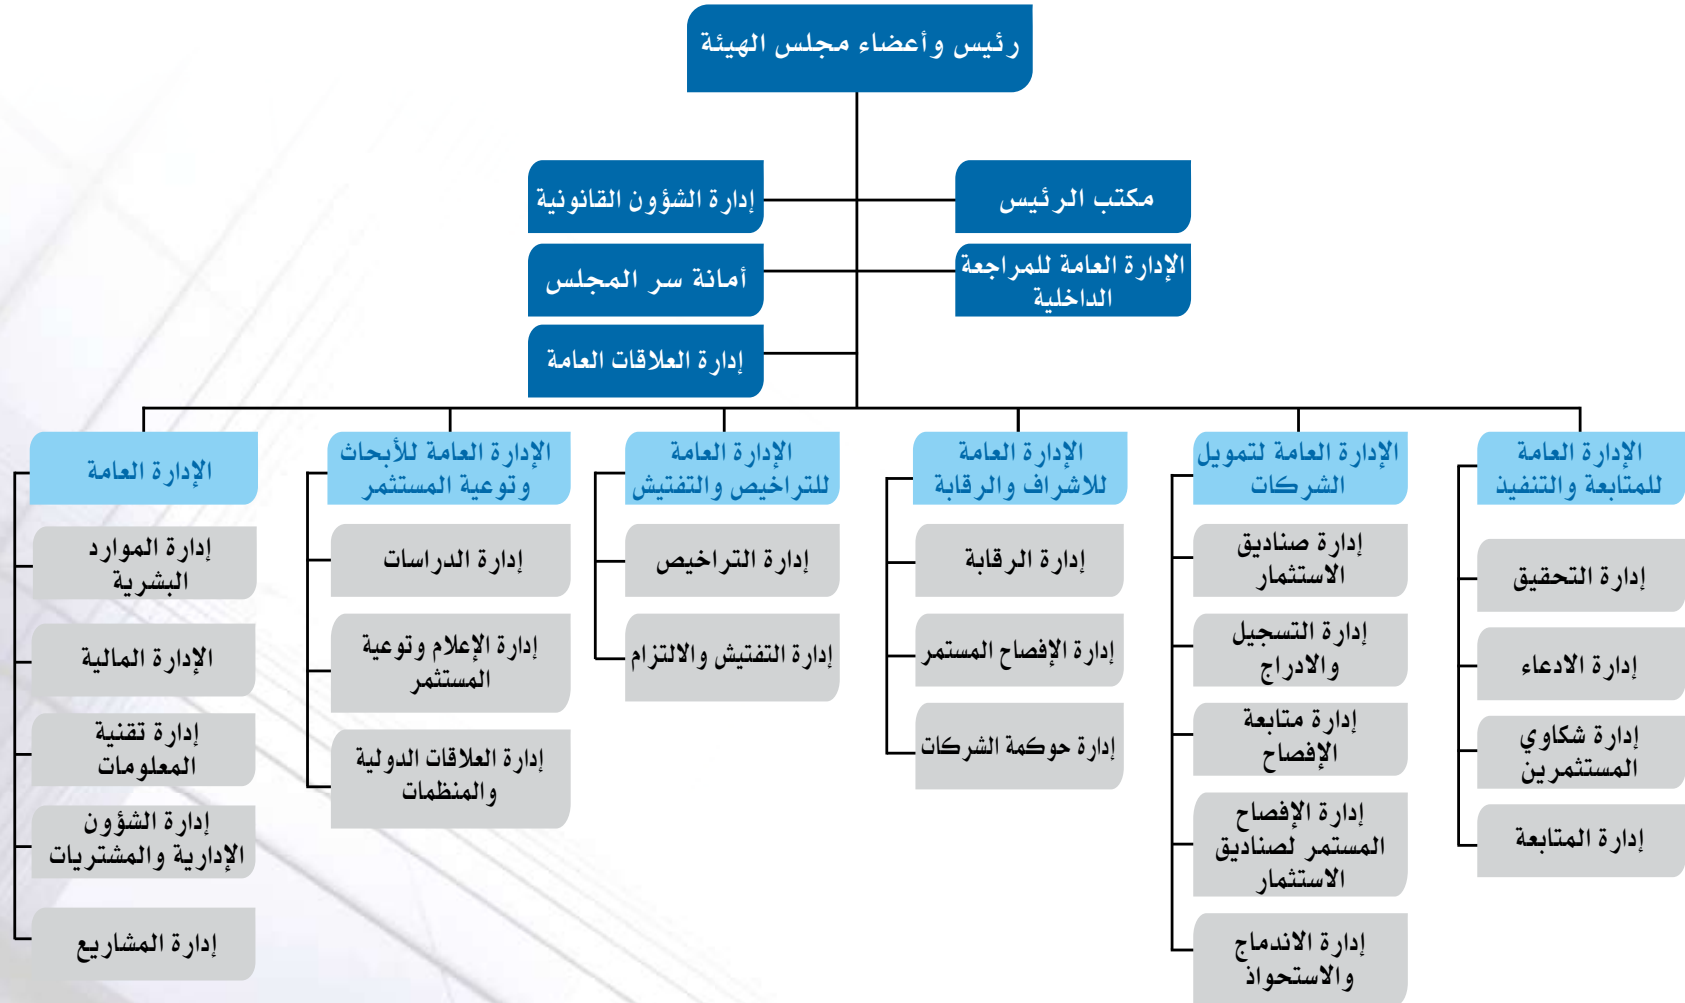 رئيس وأعضاء مجلس الهيئة
مكتب الرئيس
إدارة الشؤون القانونية
الإدارة العامة للمراجعة
الداخلية
أمانة سر المجلس
إدارة العلاقات العامة
الإدارة العامة
للمتابعة والتنفيذ
إدارة التحقيق
إدارة الادعاء
إدارة شكاوي
المستثمرين
إدارة المتابعة
الإدارة العامة لتمويل
الشركات
إدارة صناديق
الاستثمار
إدارة التسجيل
والادراج
إدارة متابعة
الإفصاح
إدارة الإفصاح
المستمر لصناديق
الاستثمار
إدارة الاندماج
والاستحواذ
الإدارة العامة
للاشراف والرقابة
إدارة الرقابة
إدارة الإفصاح المستمر
إدارة حوكمة الشركات
الإدارة العامة
للتراخيص والتفتيش
إدارة التراخيص
إدارة التفتيش والالتزام
الإدارة العامة للأبحاث
وتوعية المستثمر
إدارة الدراسات
إدارة الإعلام وتوعية
المستثمر
إدارة العلاقات الدولية
والمنظمات
الإدارة العامة
إدارة الموارد
البشرية
الإدارة المالية
إدارة تقنية
المعلومات
إدارة الشؤون
الإدارية والمشتريات
إدارة المشاريع